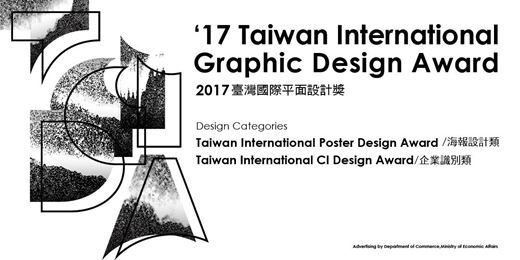 TIGDA
‘17 Taiwan International
Graphic Design Award
2017臺灣國際平面設計獎
Design Categories
Taiwan International Poster Design Award /海報設計類
Taiwan International CI Design Award/企業識別類
Advertising by Department of Commerce,Ministry of Economic Affairs